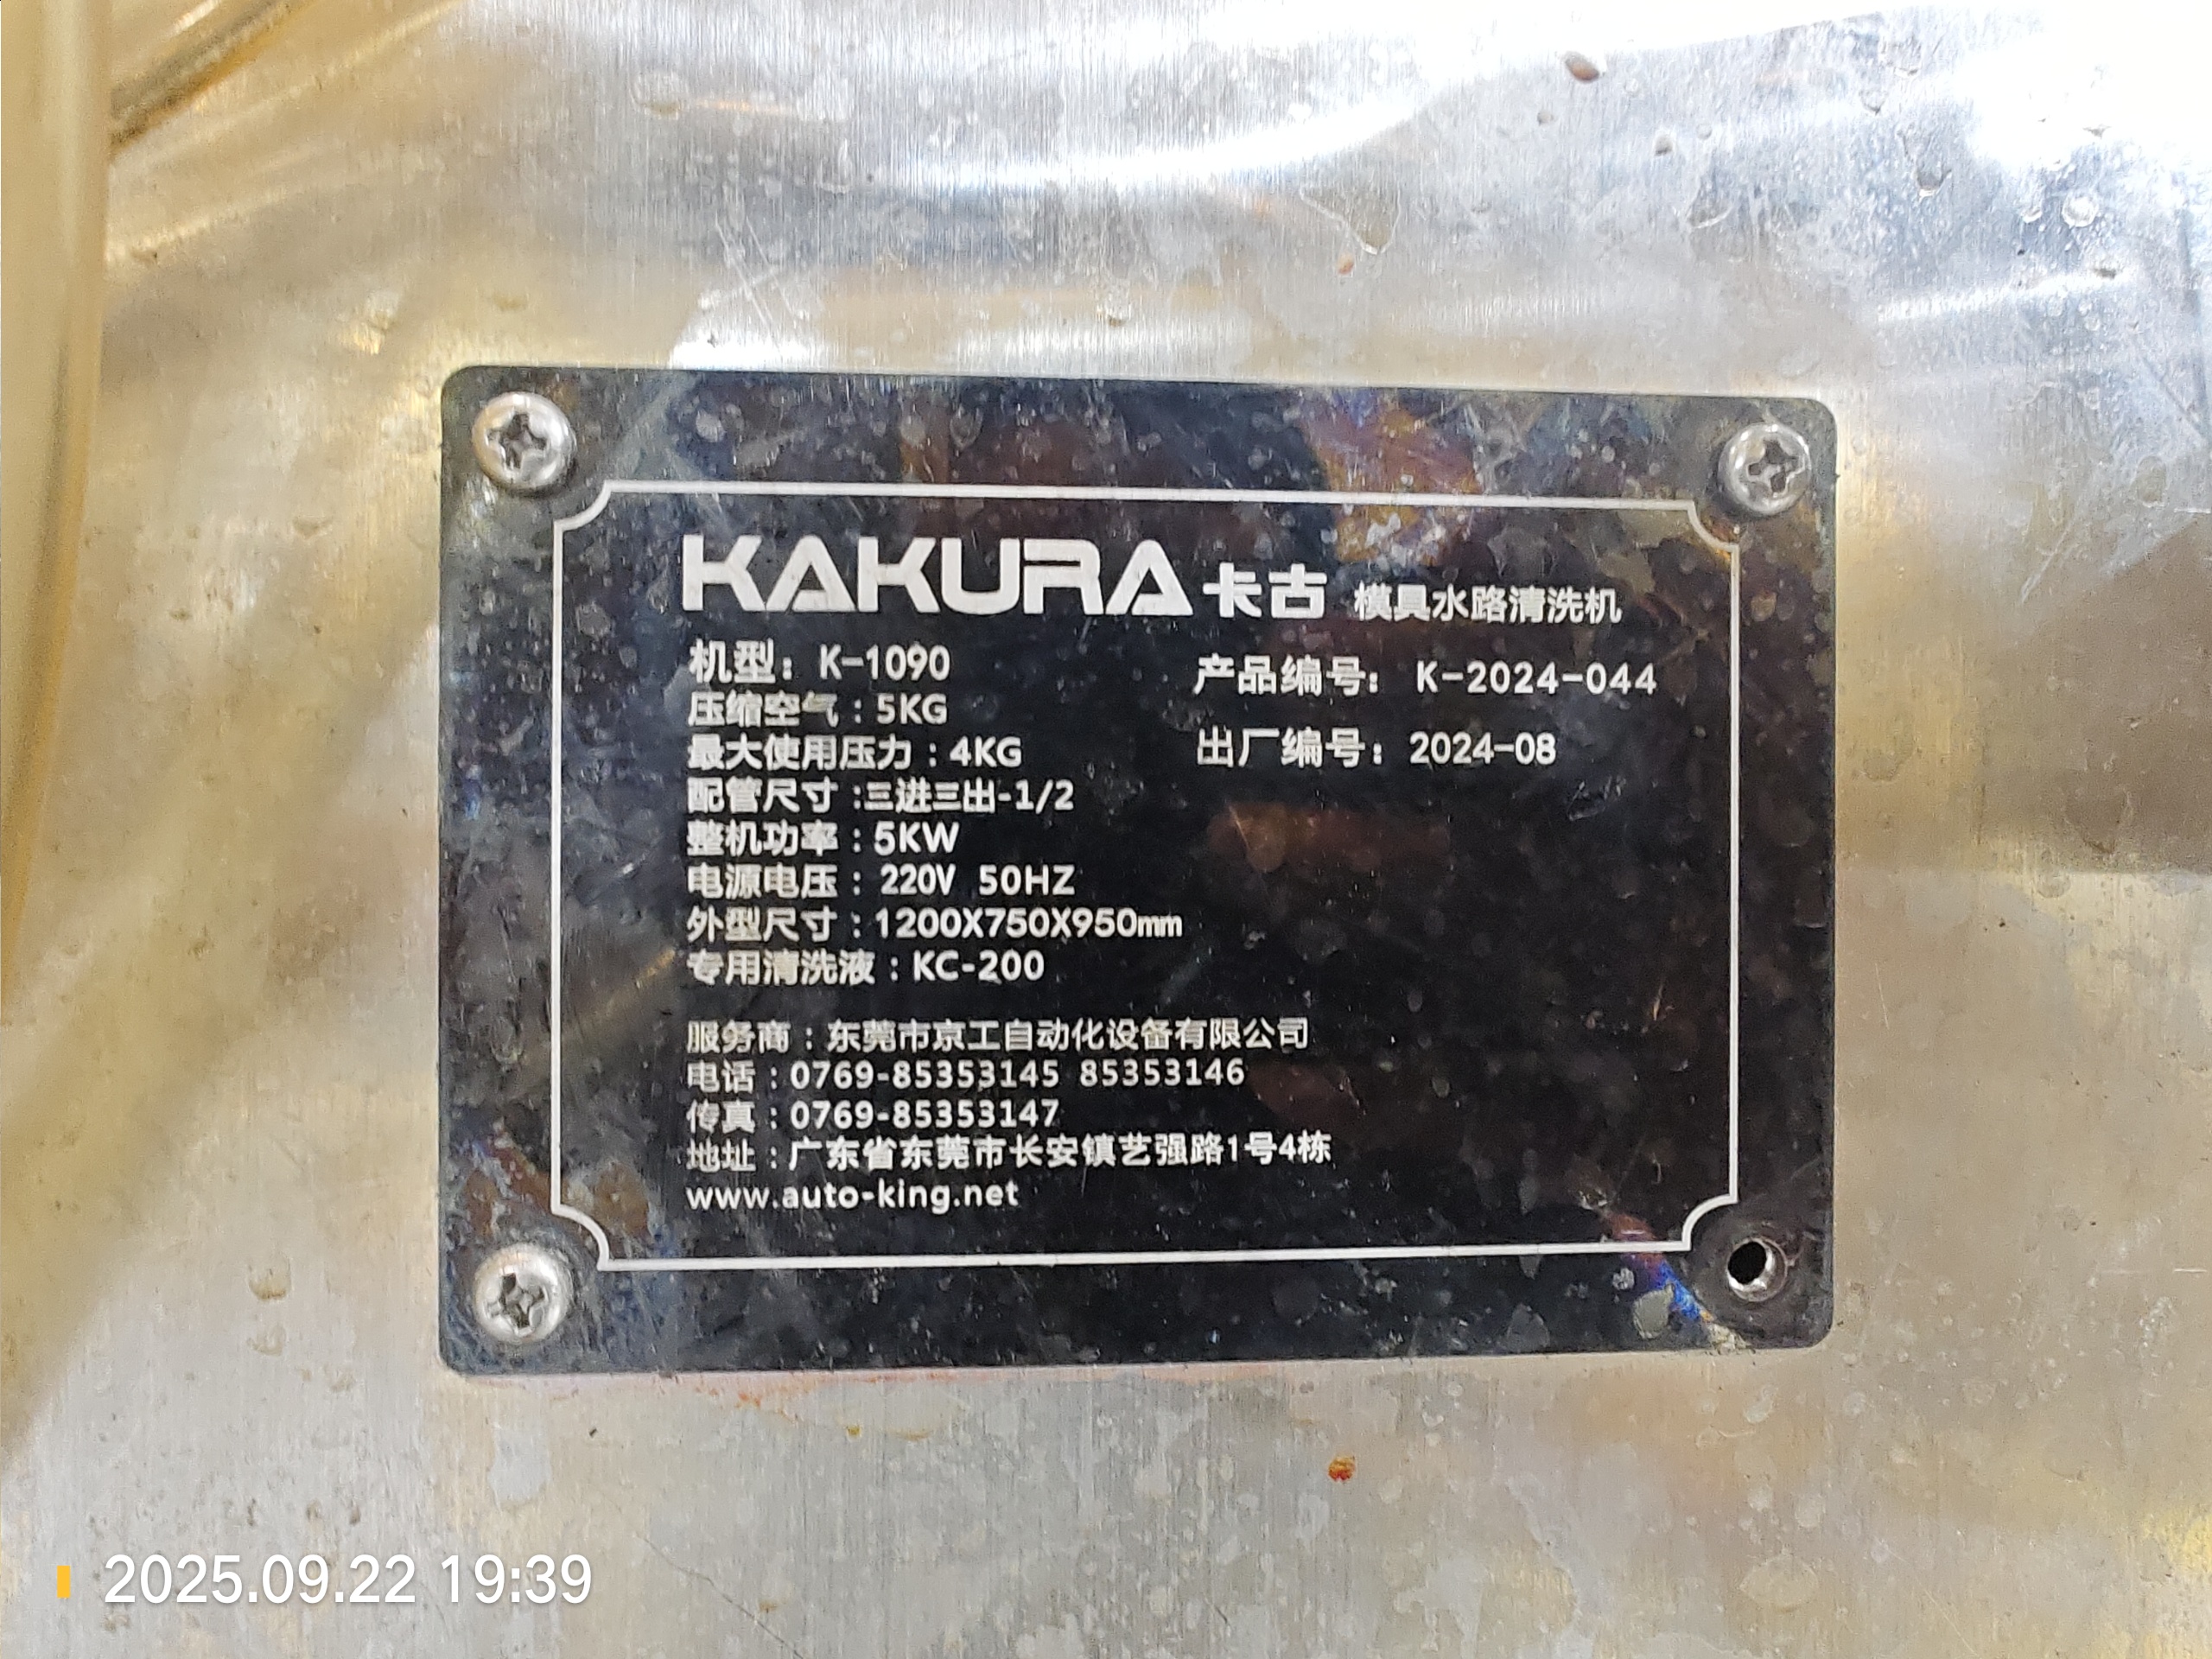 KAKURA 卡古 模具水路清洗机
机型：K-1090
产品编号：K-2024-044
压缩空气：5KG
最大使用压力：4KG
出厂编号：2024-08
配管尺寸：三进三出-1/2
整机功率：5KW
电源电压：220V 50HZ
外型尺寸：1200X750X950mm
专用清洗液：KC-200
服务商：东莞市京工自动化设备有限公司
电话：0769-85353145 85353146
传真：0769-85353147
地址：广东省东莞市长安镇艺强路1号4栋
www.auto-king.net
2025.09.22 19:39